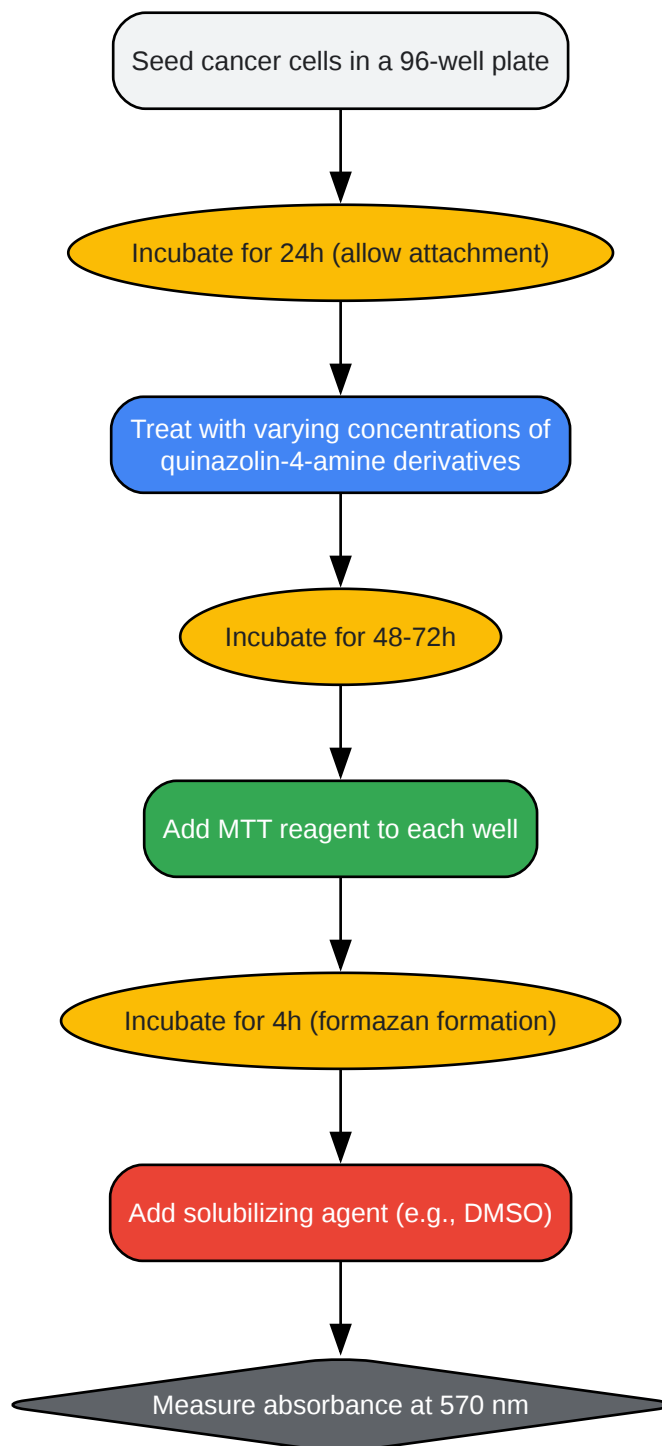 Seed cancer cells in a 96-well plate
Incubate for 24h (allow attachment)
Treat with varying concentrations of
quinazolin-4-amine derivatives
Incubate for 48-72h
Add MTT reagent to each well
Incubate for 4h (formazan formation)
Add solubilizing agent (e.g., DMSO)
Measure absorbance at 570 nm